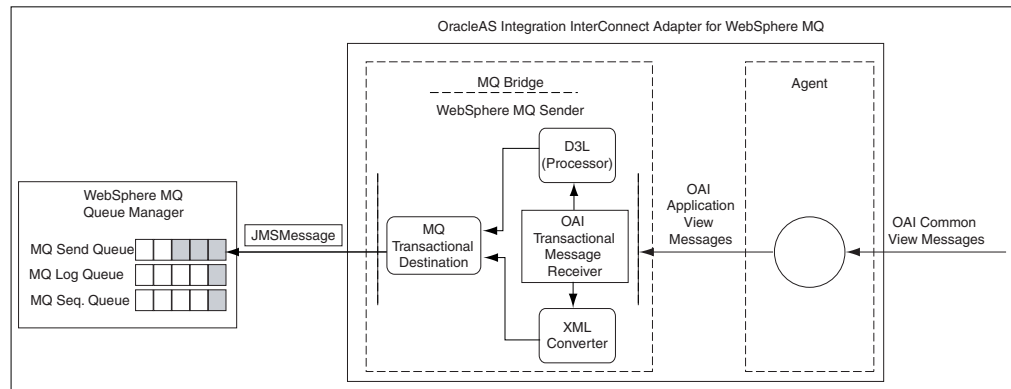 OracleAS Integration InterConnect Adapter for WebSphere MQ
MQ Bridge
WebSphere MQ Sender
Agent
D3L
(Processor)
WebSphere MQ
Queue Manager
MQ Send Queue
MQ Log Queue
MQ Seq. Queue
JMSMessage
MQ
Transactional
Destination
OAI
Transactional
Message
Receiver
XML
Converter
OAI
Application
View
Messages
OAI Common
View Messages